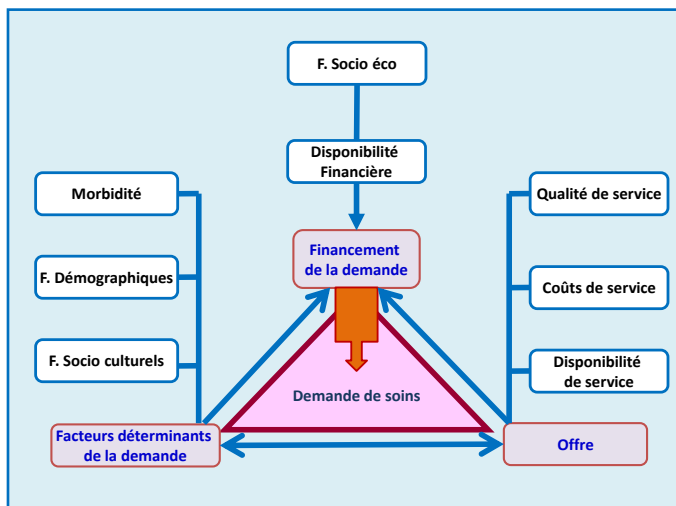 F. Socio éco
Disponibilité
Financière
Morbidité
Qualité de service
Financement
de la demande
F. Démographiques
Coûts de service
F. Socio culturels
Disponibilité
de service
Demande de soins
Facteurs déterminants
de la demande
Offre